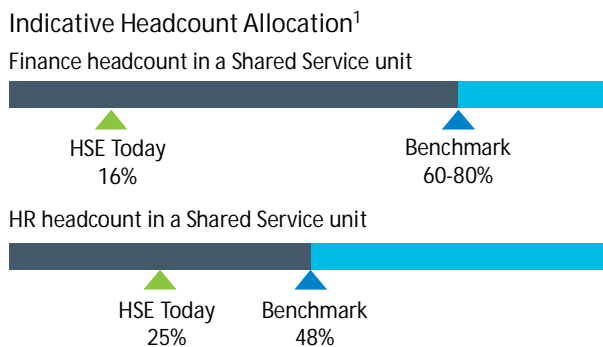 Indicative Headcount Allocation1
Finance headcount in a Shared Service unit
HSE Today
16%
Benchmark
60-80%
HR headcount in a Shared Service unit
HSE Today
25%
Benchmark
48%